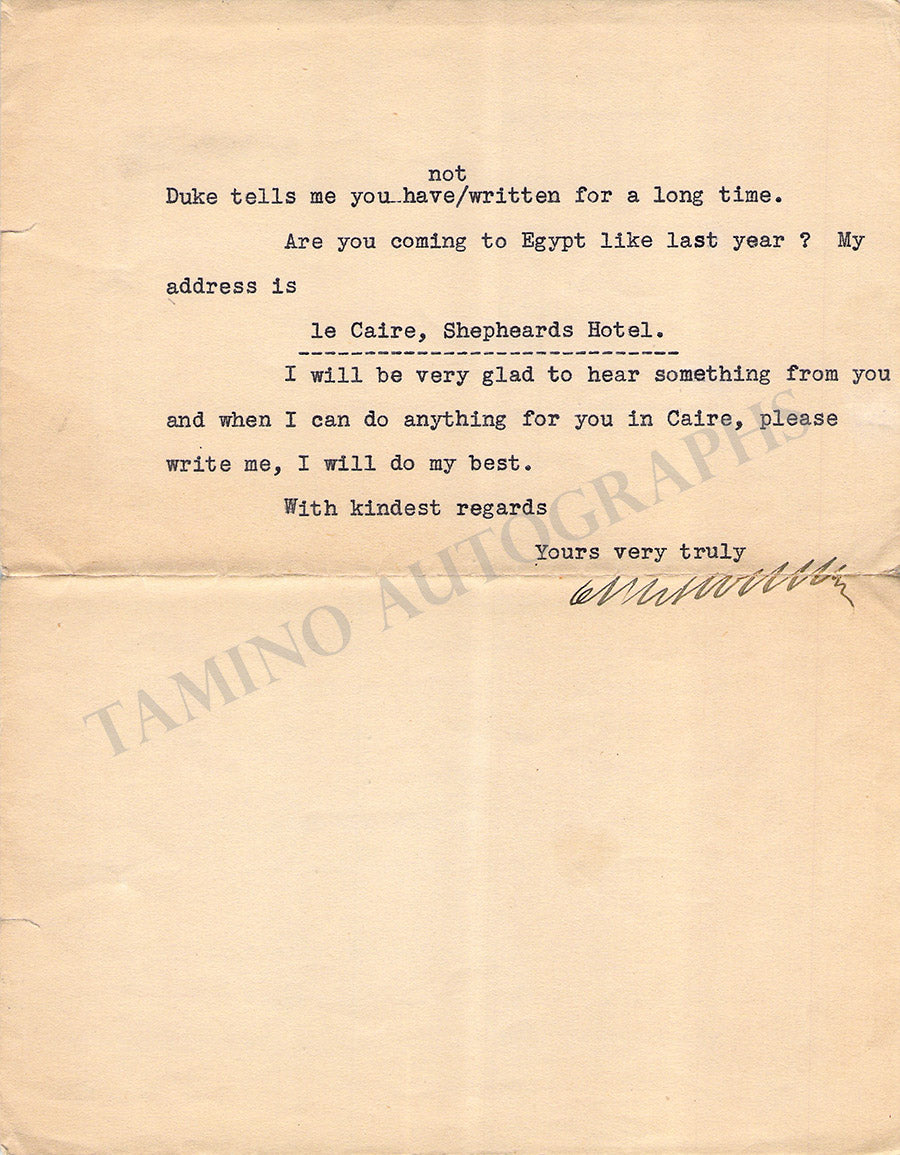 not
Duke tells me you have/written for a long time.
Are you coming to Egypt like last year ? My
address is
le Caire, Shepheards Hotel.
I will be very glad to hear something from you
and when I can do anything for you in Caire, please
write me, I will do my best.
With kindest regards
Yours very truly
TAMINO AUTOGRAPHS